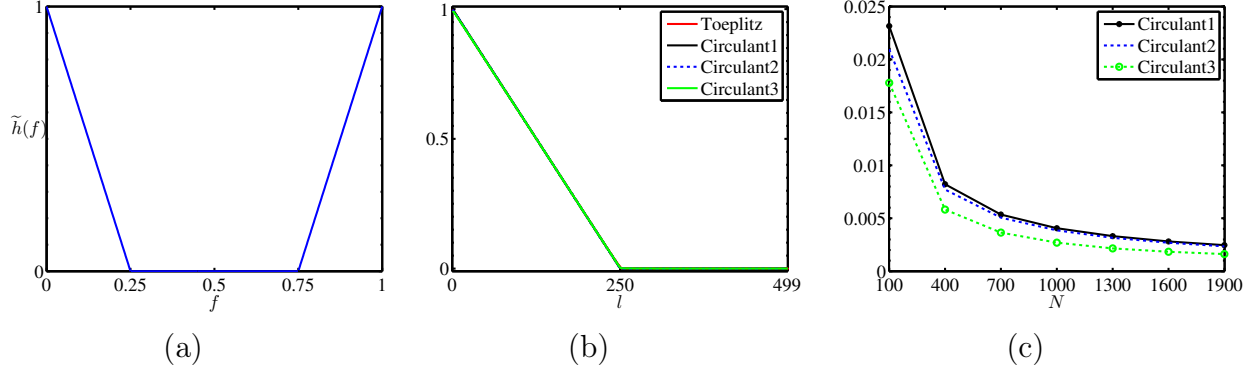 1
h̃(f)
0
0 0.25 0.5 0.75 1
f
(a)
1
0.5
0
0 250 499
l
Toeplitz
Circulant1
Circulant2
Circulant3
(b)
0.025
0.02
0.015
0.01
0.005
0
100 400 700 1000 1300 1600 1900
N
Circulant1
Circulant2
Circulant3
(c)